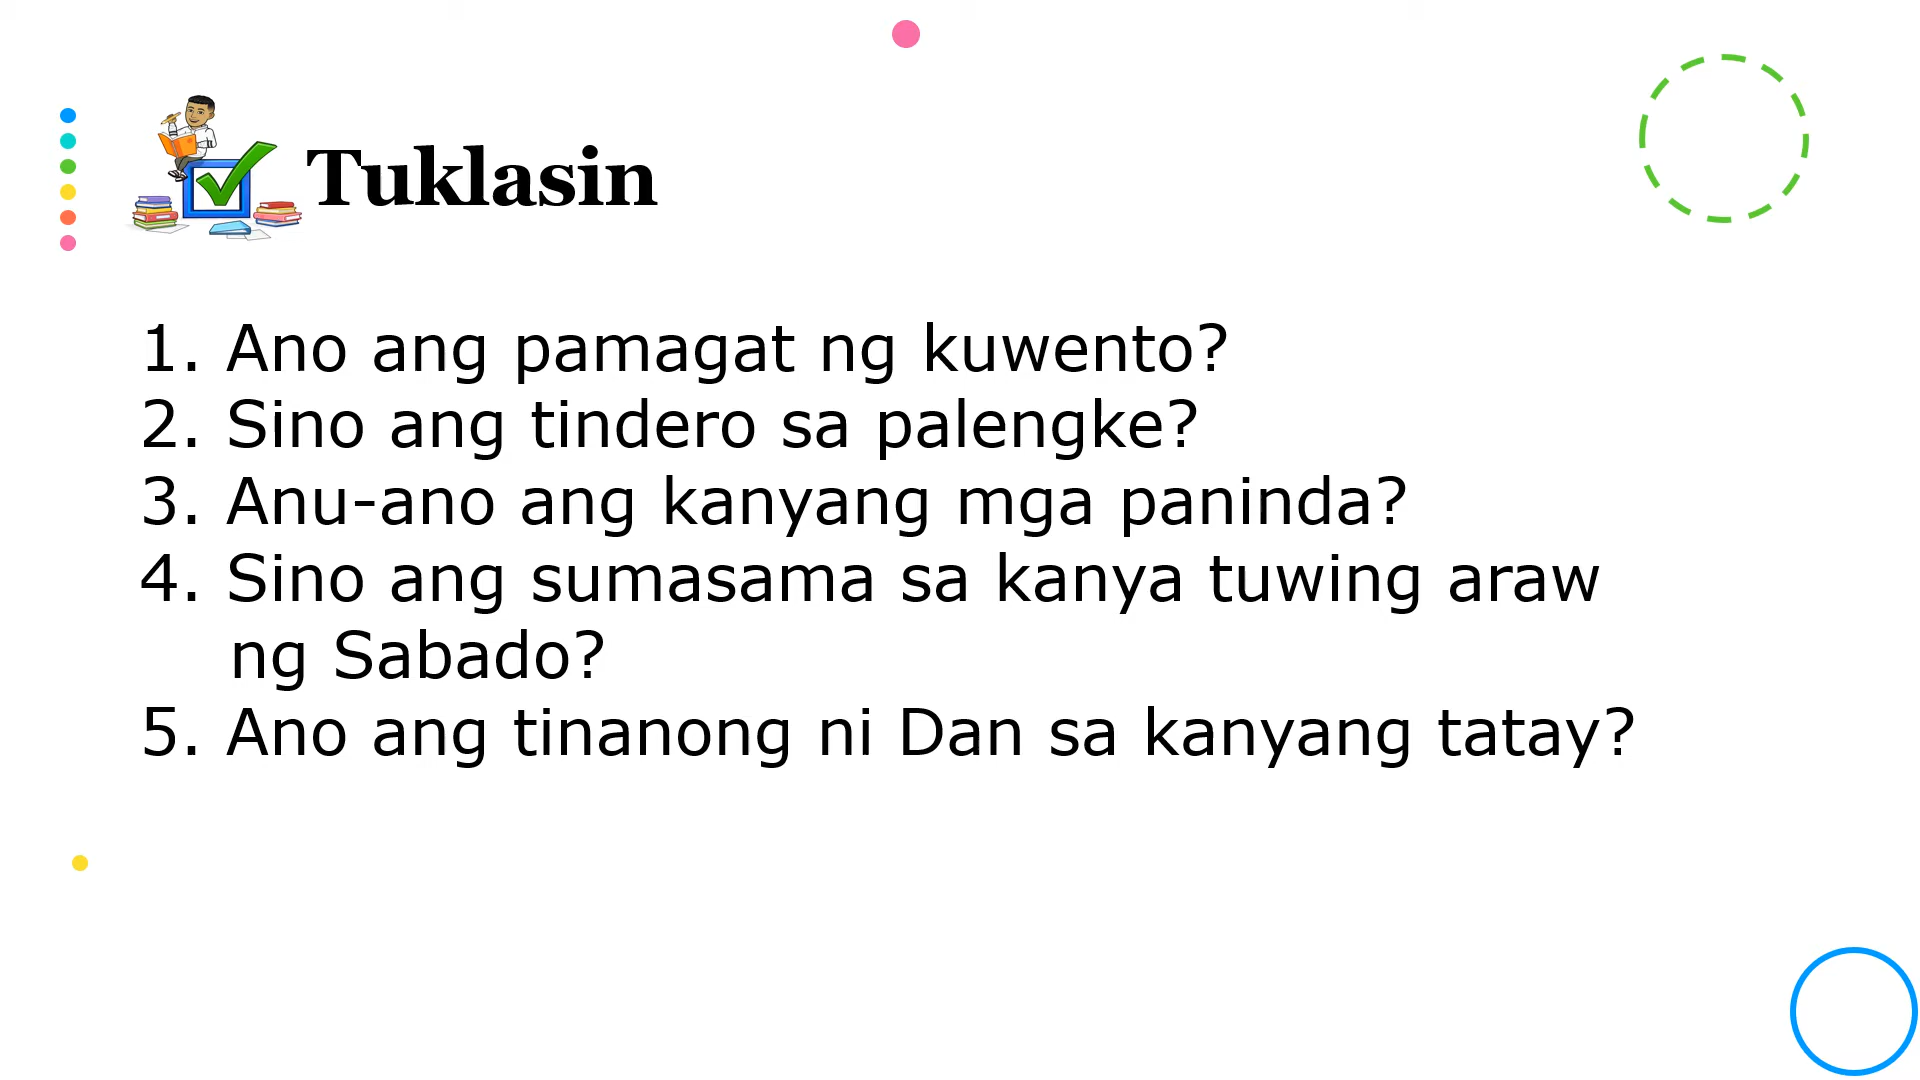 Tuklasin
1. Ano ang pamagat ng kuwento?
2. Sino ang tindero sa palengke?
3. Anu-ano ang kanyang mga paninda?
4. Sino ang sumasama sa kanya tuwing araw
ng Sabado?
5. Ano ang tinanong ni Dan sa kanyang tatay?